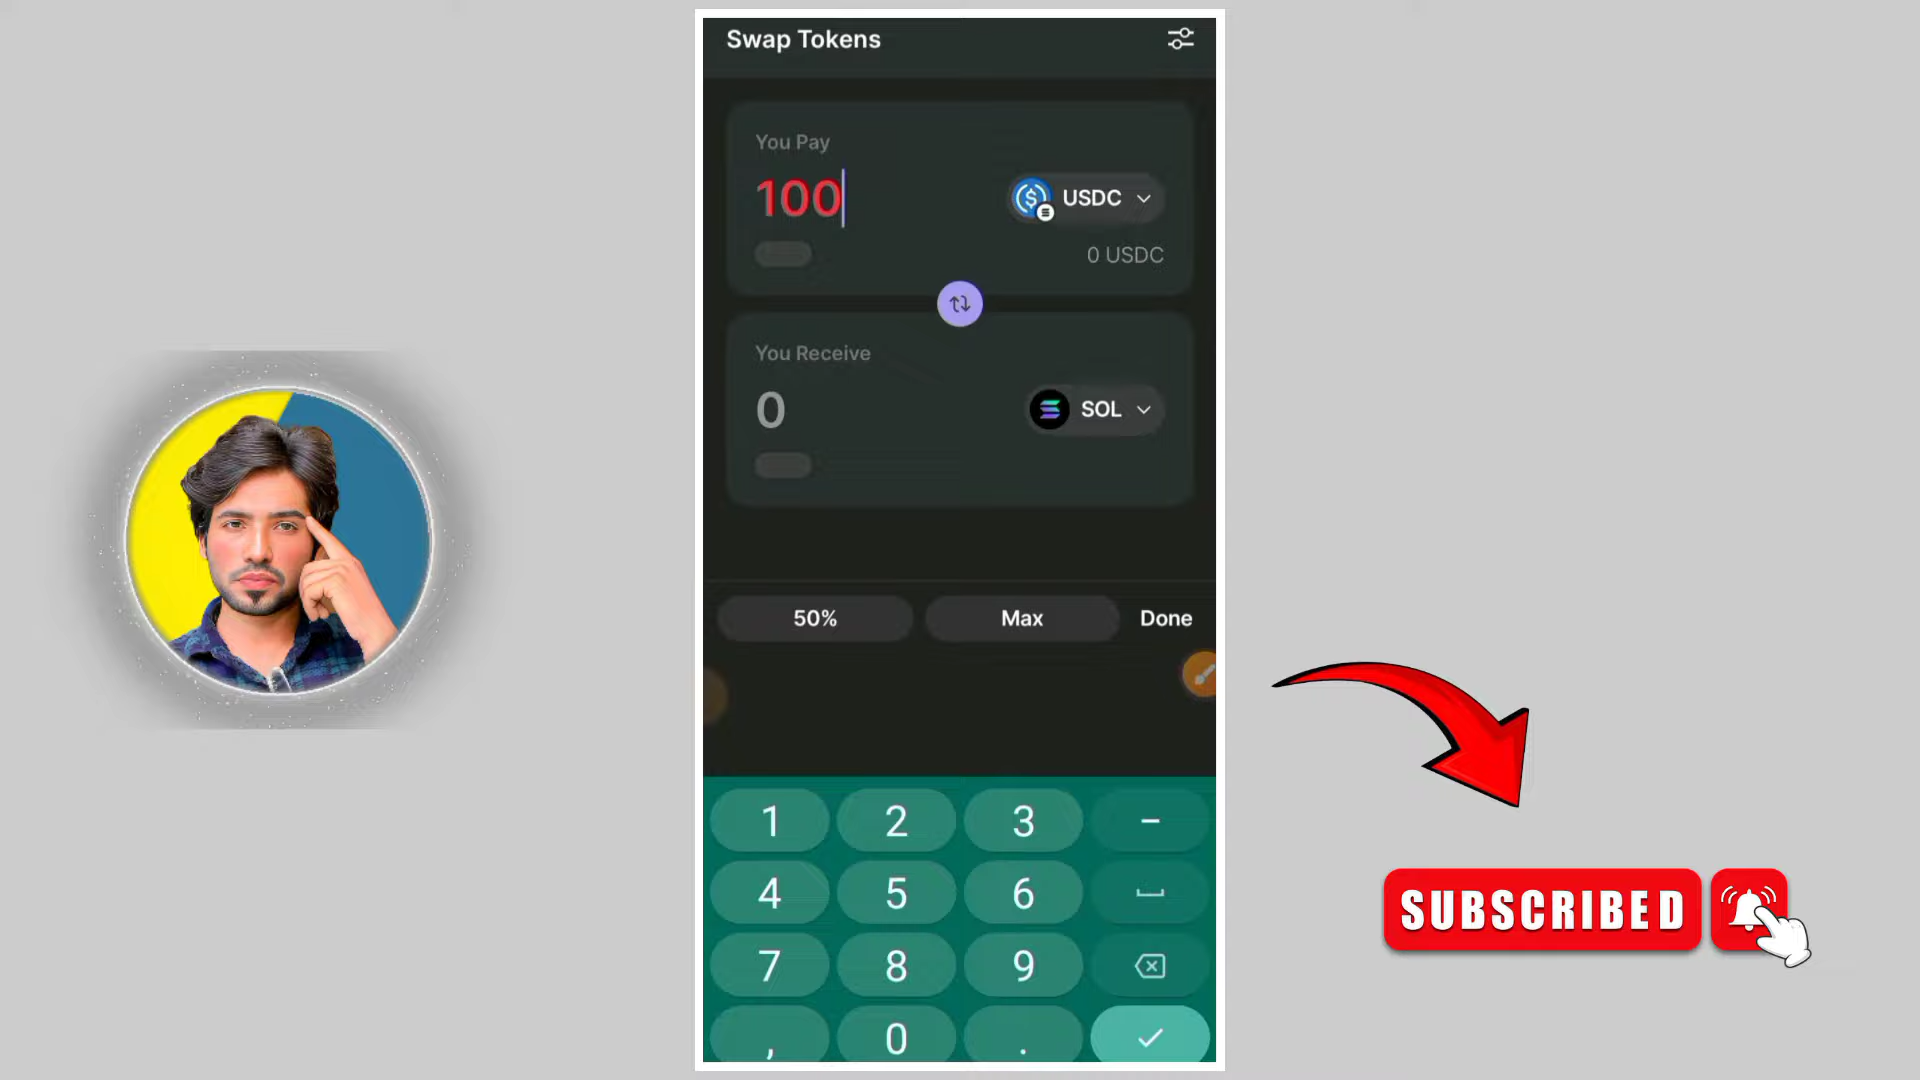 Swap Tokens
You Pay
100
USDC
0 USDC
You Receive
0
SOL
50%
Max
Done
1 2 3 -
4 5 6
7 8 9
, 0 .
SUBSCRIBED